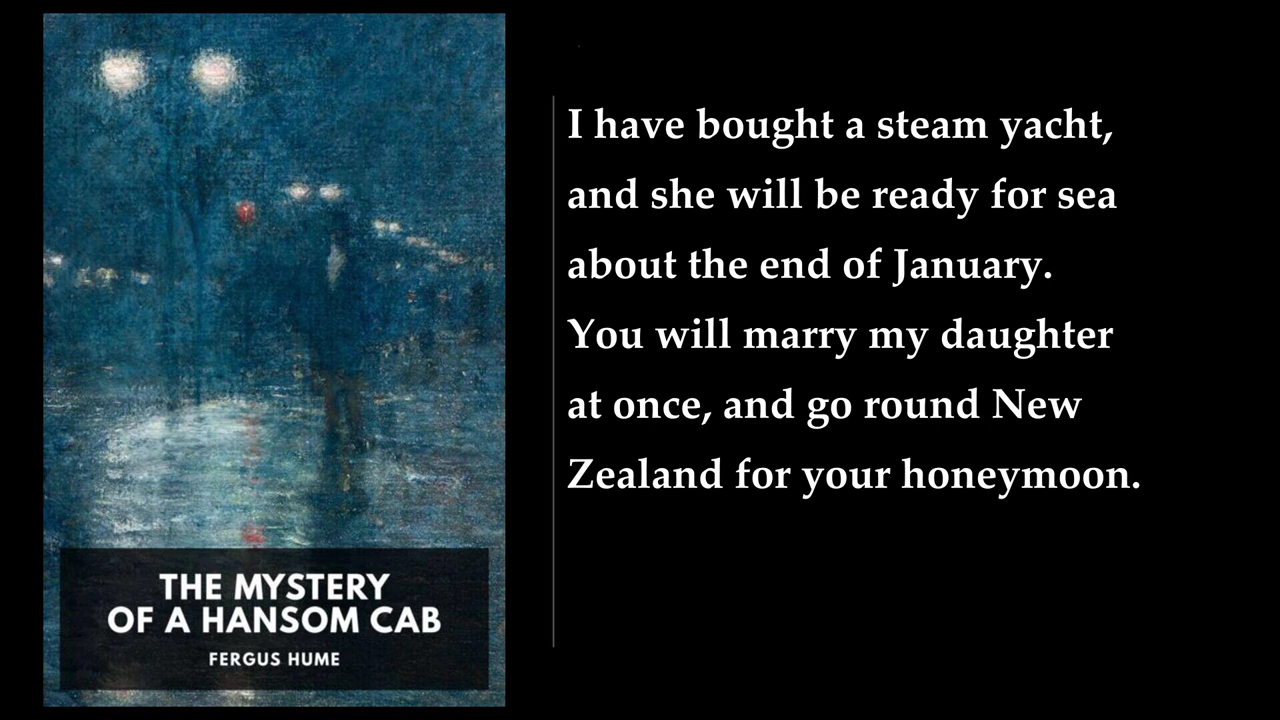 THE MYSTERY
OF A HANSOM CAB
FERGUS HUME
I have bought a steam yacht,
and she will be ready for sea
about the end of January.
You will marry my daughter
at once, and go round New
Zealand for your honeymoon.